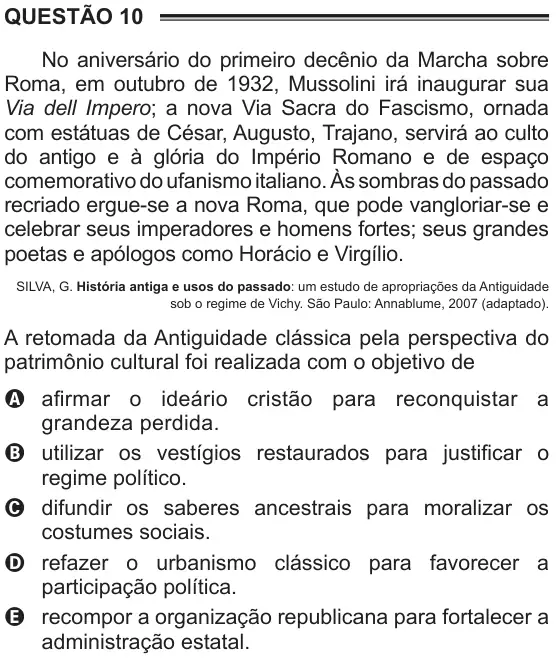 QUESTÃO 10
No aniversário do primeiro decênio da Marcha sobre
Roma, em outubro de 1932, Mussolini irá inaugurar sua
Via dell Impero; a nova Via Sacra do Fascismo, ornada
com estátuas de César, Augusto, Trajano, servirá ao culto
do antigo e à glória do Império Romano e de espaço
comemorativo do ufanismo italiano. Às sombras do passado
recriado ergue-se a nova Roma, que pode vangloriar-se e
celebrar seus imperadores e homens fortes; seus grandes
poetas e apólogos como Horácio e Virgílio.
SILVA, G. História antiga e usos do passado: um estudo de apropriações da Antiguidade
sob o regime de Vichy. São Paulo: Annablume, 2007 (adaptado).
A retomada da Antiguidade clássica pela perspectiva do
patrimônio cultural foi realizada com o objetivo de
A afirmar o ideário cristão para reconquistar a
grandeza perdida.
B utilizar os vestígios restaurados para justificar o
regime político.
C difundir os saberes ancestrais para moralizar os
costumes sociais.
D refazer o urbanismo clássico para favorecer a
participação política.
E recompor a organização republicana para fortalecer a
administração estatal.